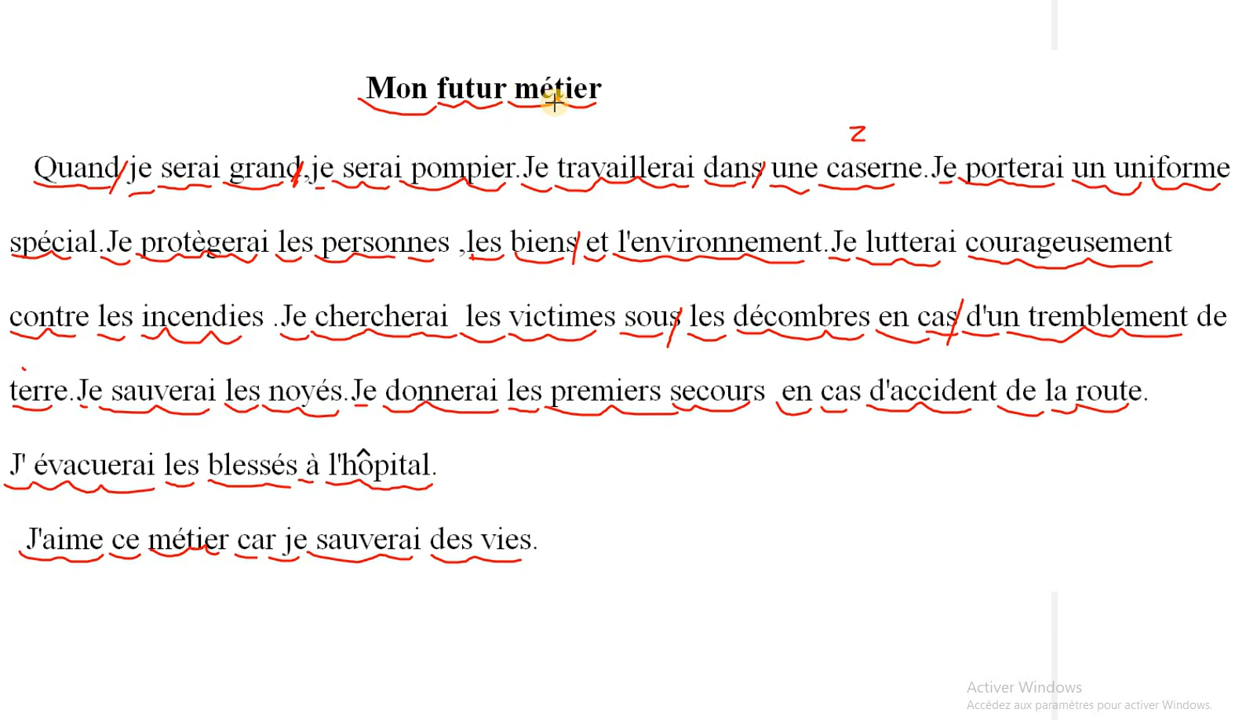 Mon futur métier
z
Quand je serai grand,je serai pompier.Je travaillerai dans une caserne.Je porterai un uniforme
spécial.Je protègerai les personnes ,les biens et l'environnement.Je lutterai courageusement
contre les incendies .Je chercherai les victimes sous les décombres en cas d'un tremblement de
terre.Je sauverai les noyés.Je donnerai les premiers secours en cas d'accident de la route.
J' évacuerai les blessés à l'hôpital.
J'aime ce métier car je sauverai des vies.
Activer Windows
Accédez aux paramètres pour activer Windows.